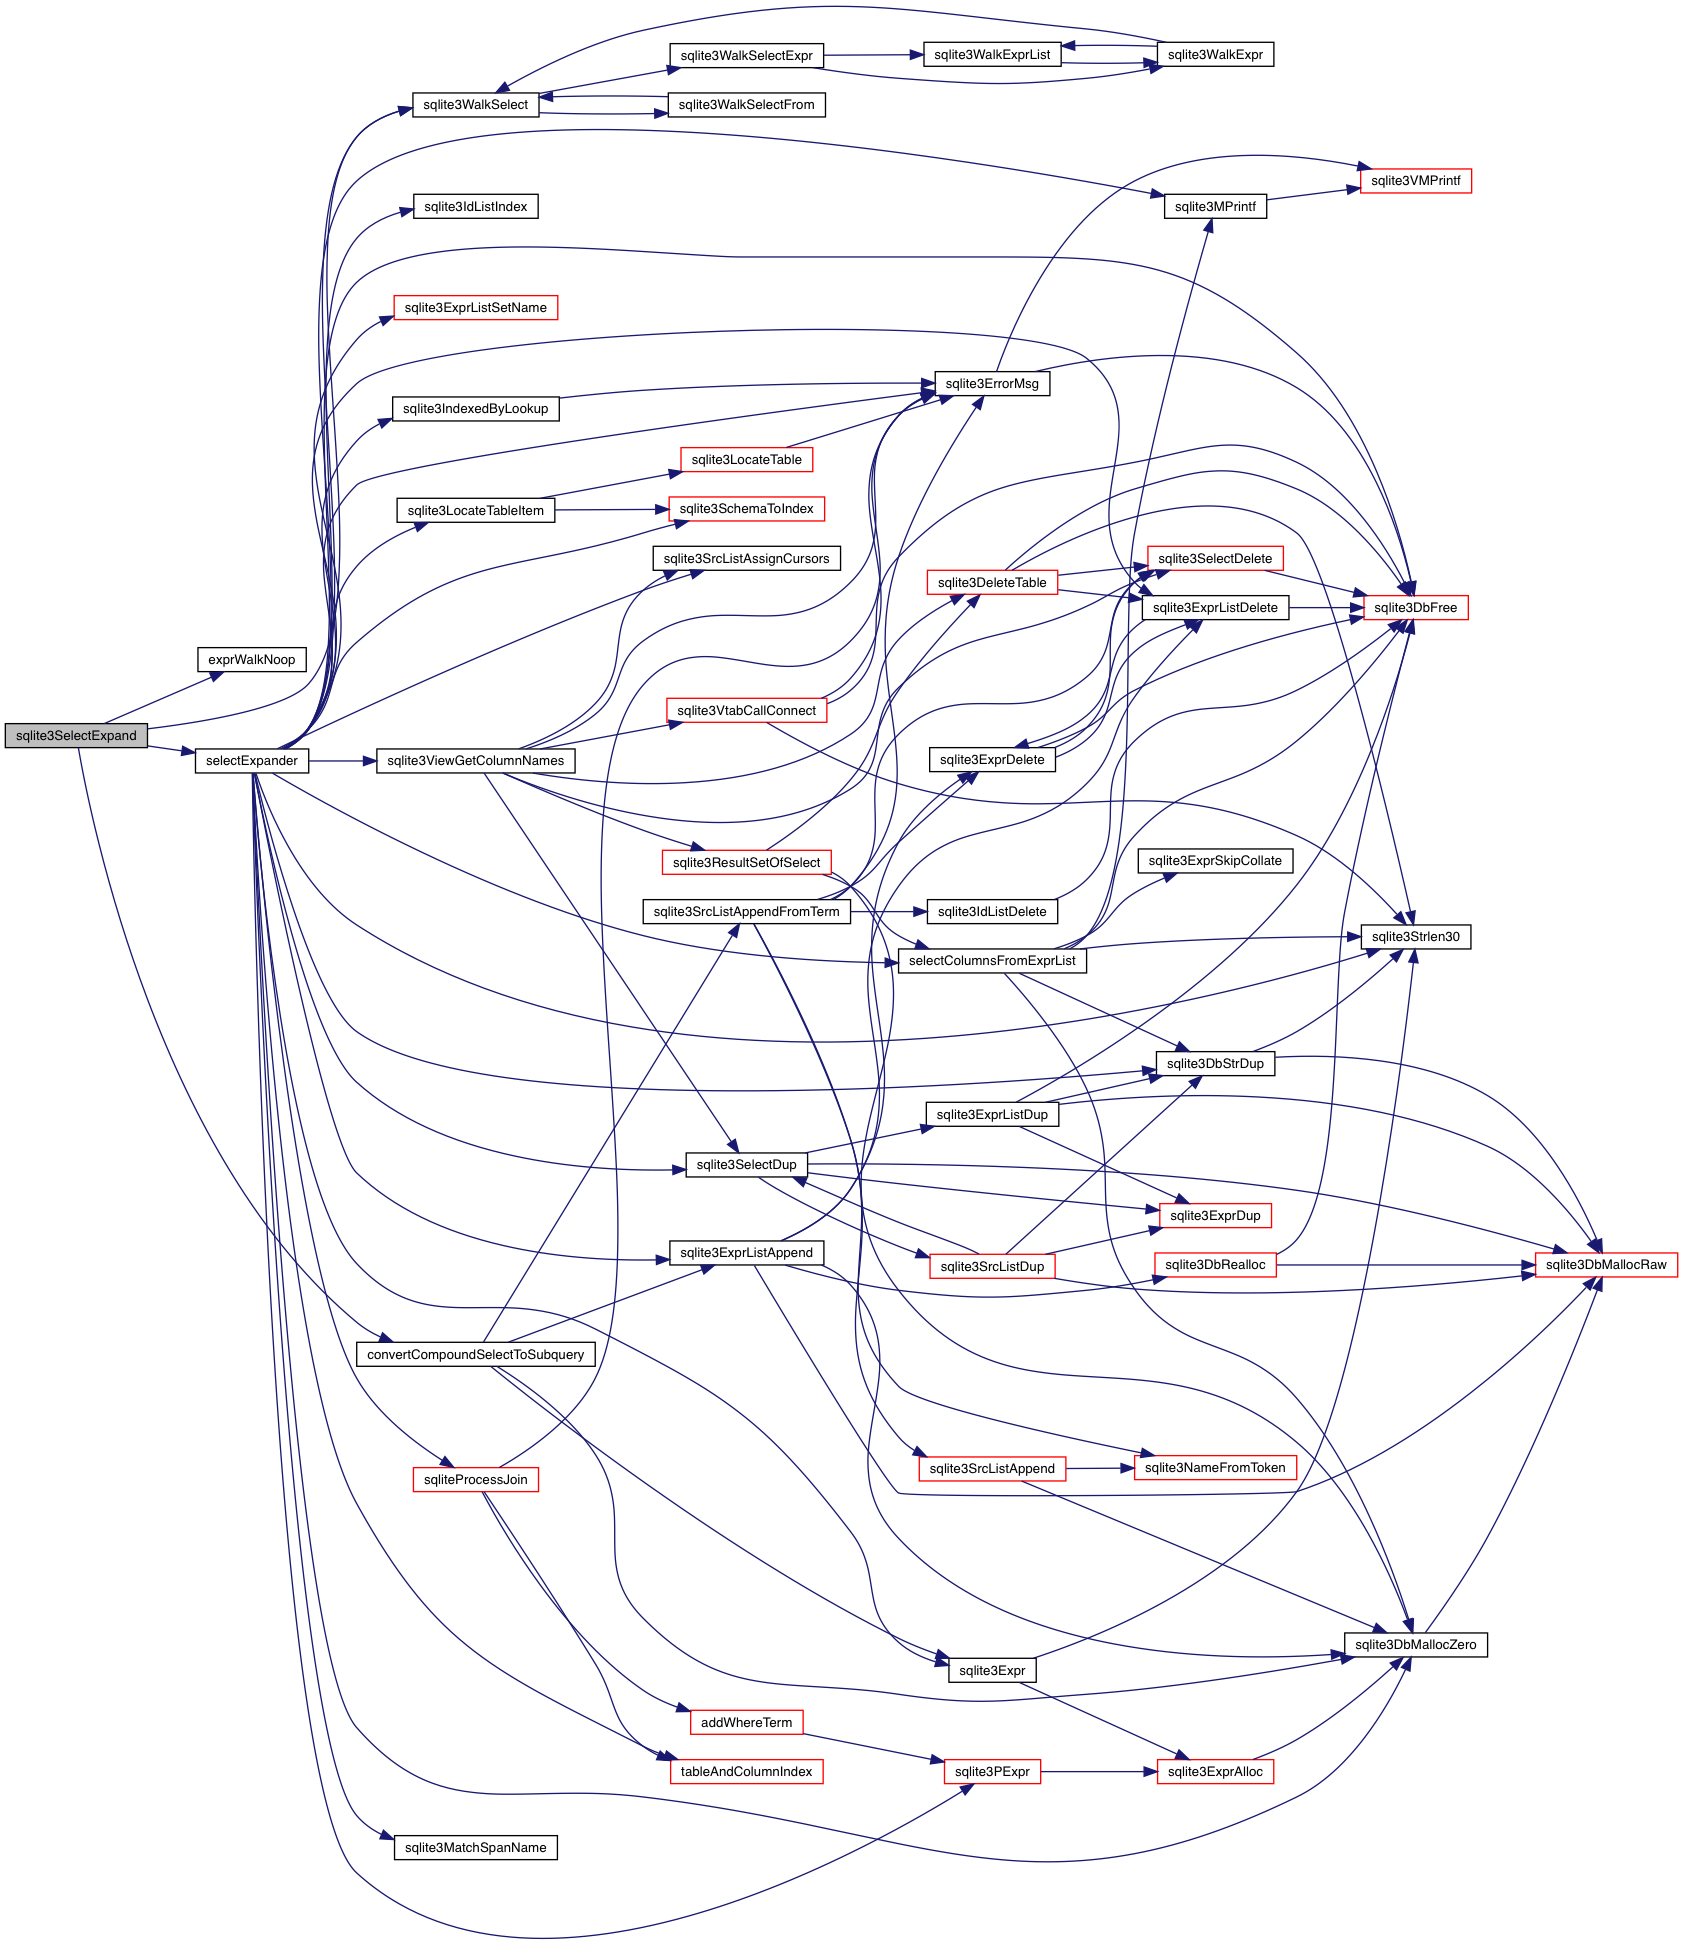 sqlite3WalkSelectExpr
sqlite3WalkExprList
sqlite3WalkExpr
sqlite3WalkSelect
sqlite3WalkSelectFrom
sqlite3VMPrintf
sqlite3IdListIndex
sqlite3MPrintf
sqlite3ExprListSetName
sqlite3ErrorMsg
sqlite3IndexedByLookup
sqlite3LocateTable
sqlite3LocateTableItem
sqlite3SchemaToIndex
sqlite3SrcListAssignCursors
sqlite3SelectDelete
sqlite3DeleteTable
sqlite3ExprListDelete
sqlite3DbFree
exprWalkNoop
sqlite3VtabCallConnect
sqlite3SelectExpand
selectExpander
sqlite3ViewGetColumnNames
sqlite3ExprDelete
sqlite3ResultSetOfSelect
sqlite3ExprSkipCollate
sqlite3SrcListAppendFromTerm
sqlite3IdListDelete
sqlite3Strlen30
selectColumnsFromExprList
sqlite3DbStrDup
sqlite3ExprListDup
sqlite3SelectDup
sqlite3ExprDup
sqlite3ExprListAppend
sqlite3SrcListDup
sqlite3DbRealloc
sqlite3DbMallocRaw
convertCompoundSelectToSubquery
sqliteProcessJoin
sqlite3SrcListAppend
sqlite3NameFromToken
sqlite3DbMallocZero
sqlite3Expr
addWhereTerm
tableAndColumnIndex
sqlite3PExpr
sqlite3ExprAlloc
sqlite3MatchSpanName